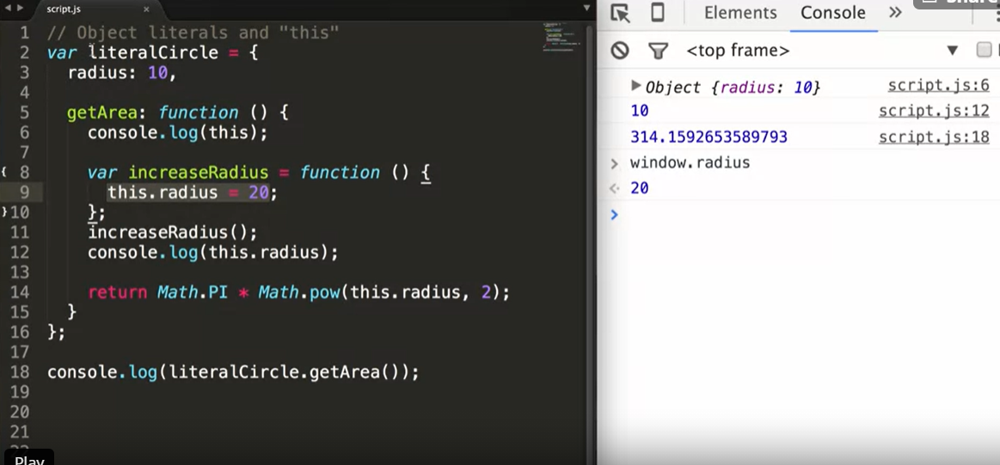 script.js ×
1 // Object literals and "this"
2 var literalCircle = {
3 radius: 10,
4
5 getArea: function () {
6 console.log(this);
7
8 var increaseRadius = function () {
9 this.radius = 20;
10 };
11 increaseRadius();
12 console.log(this.radius);
13
14 return Math.PI * Math.pow(this.radius, 2);
15 }
16 };
17
18 console.log(literalCircle.getArea());
19
20
21
Play
Elements Console »
<top frame> ▼
▶ Object {radius: 10} script.js:6
10 script.js:12
314.1592653589793 script.js:18
> window.radius
20
>